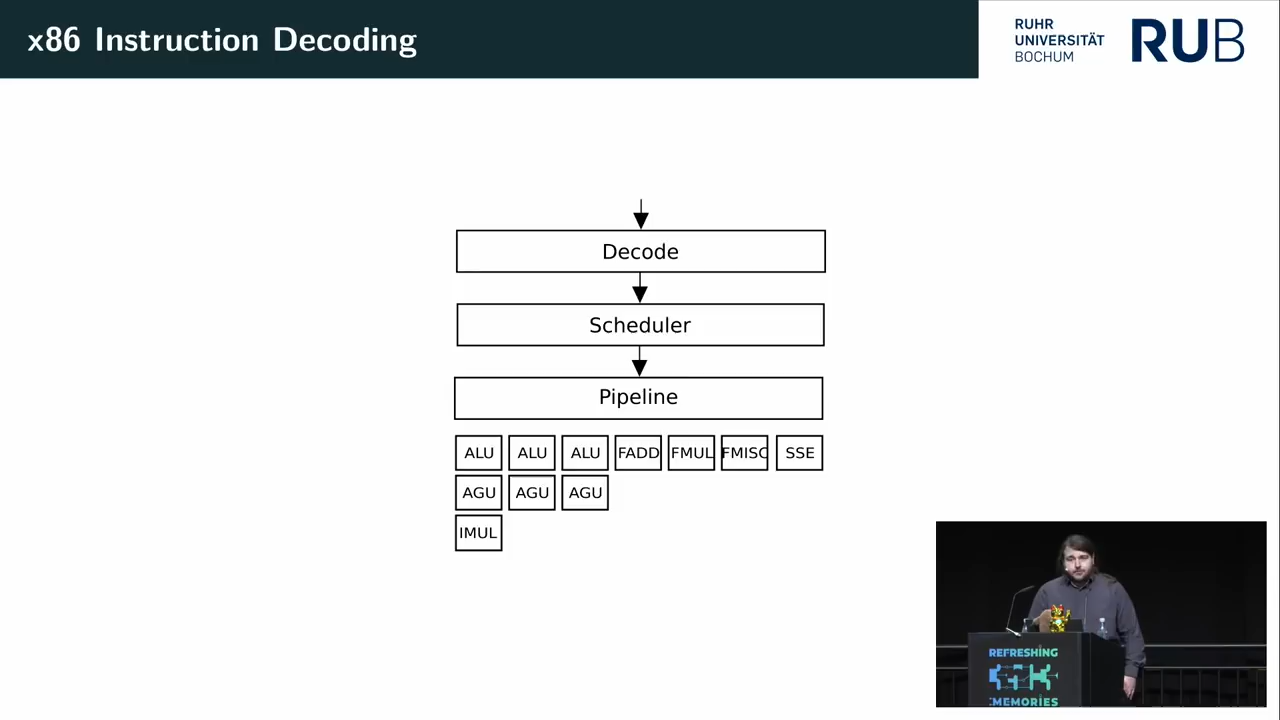 x86 Instruction Decoding
RUHR
UNIVERSITÄT
BOCHUM
RUB
Decode
Scheduler
Pipeline
ALU ALU ALU FADD FMUL FMISC SSE
AGU AGU AGU
IMUL
REFRESHING
:MEMORIES